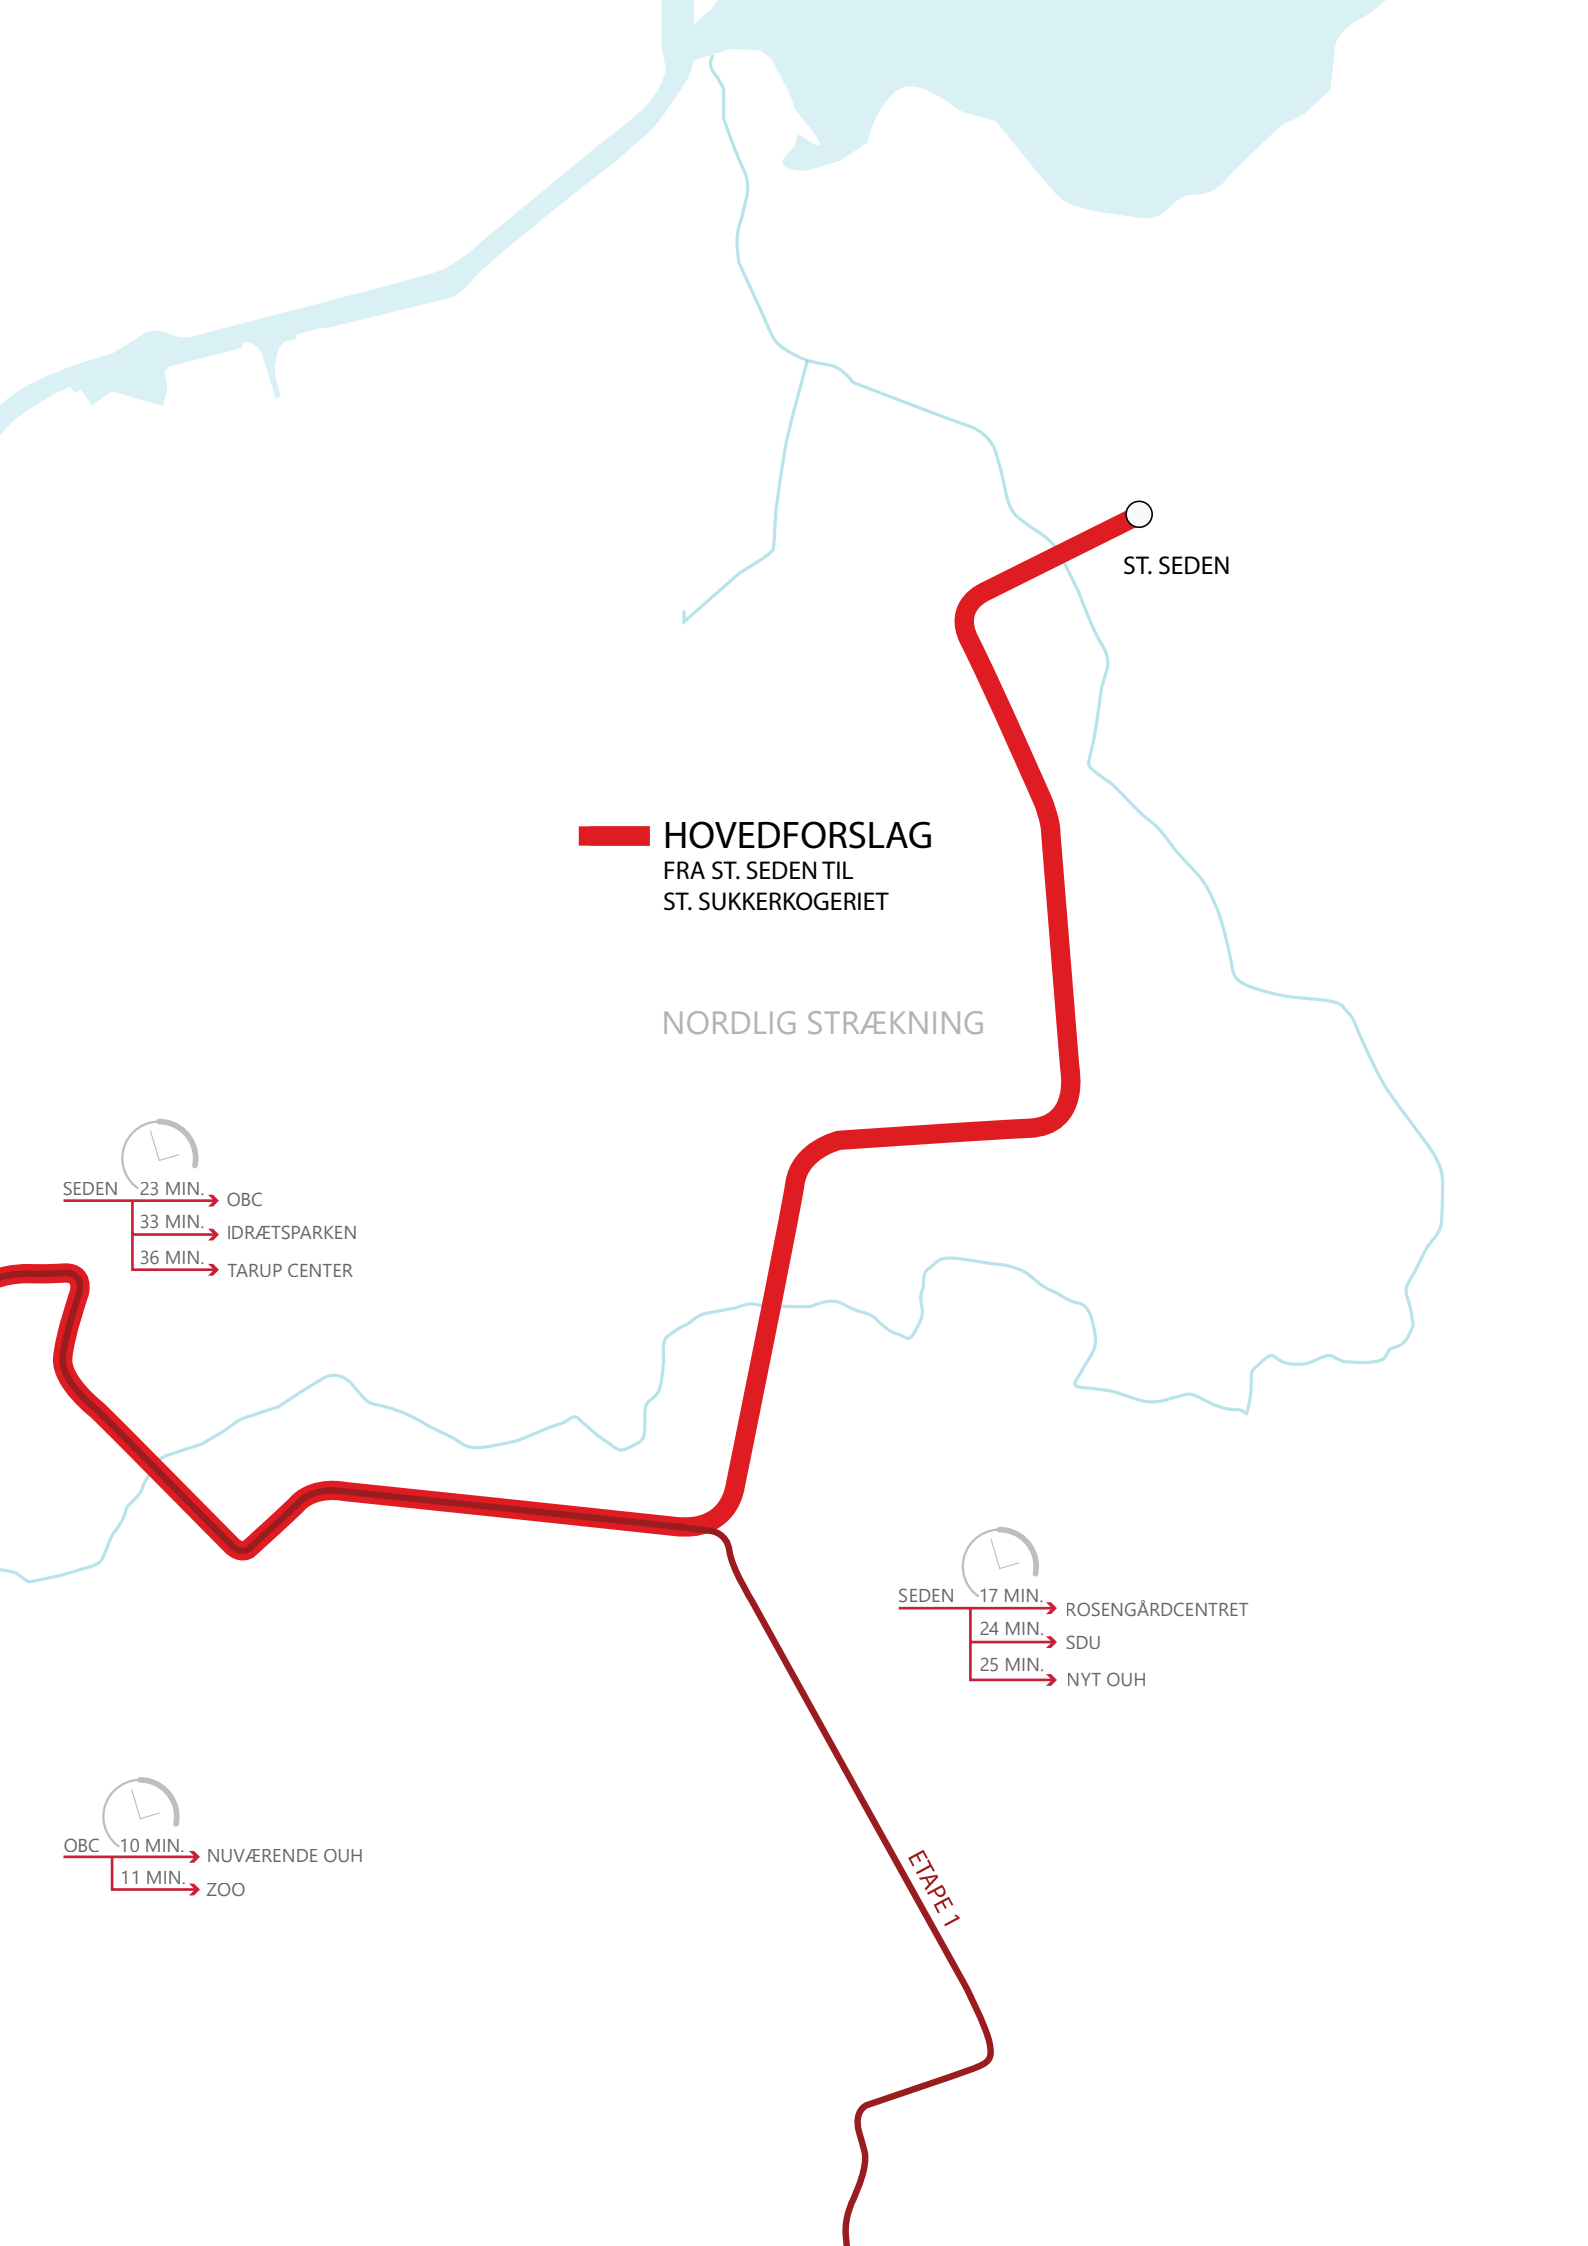 ST. SEDEN
HOVEDFORSLAG
FRA ST. SEDEN TIL
ST. SUKKERKOGERIET
NORDLIG STRÆKNING
SEDEN 23 MIN. OBC
33 MIN. IDRÆTSPARKEN
36 MIN. TARUP CENTER
SEDEN 17 MIN. ROSENGÅRDCENTRET
24 MIN. SDU
25 MIN. NYT OUH
OBC 10 MIN. NUVÆRENDE OUH
11 MIN. ZOO
ETAPE 1